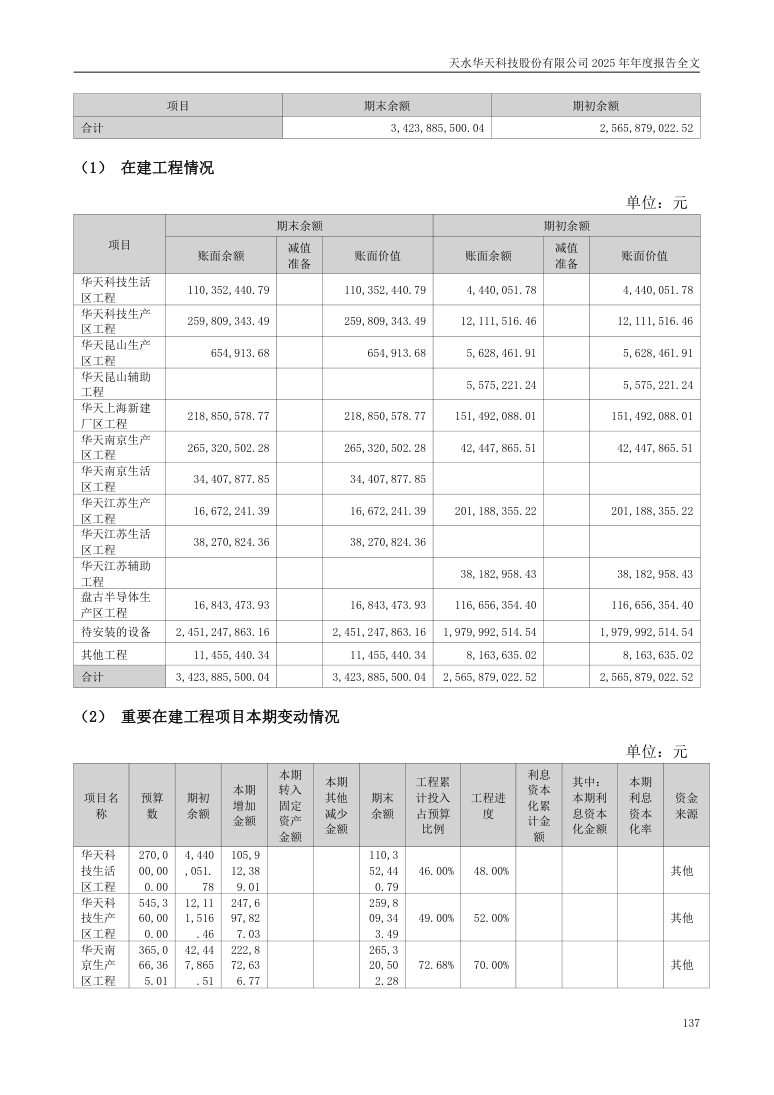 天水华天科技股份有限公司 2025 年年度报告全文
项目 期末余额 期初余额
合计 3,423,885,500.04 2,565,879,022.52
（1） 在建工程情况
单位：元
项目 期末余额 期初余额
账面余额 减值准备 账面价值 账面余额 减值准备 账面价值
华天科技生活区工程 110,352,440.79 110,352,440.79 4,440,051.78 4,440,051.78
华天科技生产区工程 259,809,343.49 259,809,343.49 12,111,516.46 12,111,516.46
华天昆山生产区工程 654,913.68 654,913.68 5,628,461.91 5,628,461.91
华天昆山辅助工程 5,575,221.24 5,575,221.24
华天上海新建厂区工程 218,850,578.77 218,850,578.77 151,492,088.01 151,492,088.01
华天南京生产区工程 265,320,502.28 265,320,502.28 42,447,865.51 42,447,865.51
华天南京生活区工程 34,407,877.85 34,407,877.85
华天江苏生产区工程 16,672,241.39 16,672,241.39 201,188,355.22 201,188,355.22
华天江苏生活区工程 38,270,824.36 38,270,824.36
华天江苏辅助工程 38,182,958.43 38,182,958.43
盘古半导体生产区工程 16,843,473.93 16,843,473.93 116,656,354.40 116,656,354.40
待安装的设备 2,451,247,863.16 2,451,247,863.16 1,979,992,514.54 1,979,992,514.54
其他工程 11,455,440.34 11,455,440.34 8,163,635.02 8,163,635.02
合计 3,423,885,500.04 3,423,885,500.04 2,565,879,022.52 2,565,879,022.52
（2） 重要在建工程项目本期变动情况
单位：元
项目名称 预算数 期初余额 本期增加金额 本期转入固定资产金额 本期其他减少金额 期末余额 工程累计投入占预算比例 工程进度 利息资本化累计金额 其中：本期利息资本化金额 本期利息资本化率 资金来源
华天科技生活区工程 270,000,000.00 4,440,051.78 105,912,389.01 110,352,440.79 46.00% 48.00% 其他
华天科技生产区工程 545,360,000.00 12,111,516.46 247,697,827.03 259,809,343.49 49.00% 52.00% 其他
华天南京生产区工程 365,066,365.01 42,447,865.51 222,872,636.77 265,320,502.28 72.68% 70.00% 其他
137